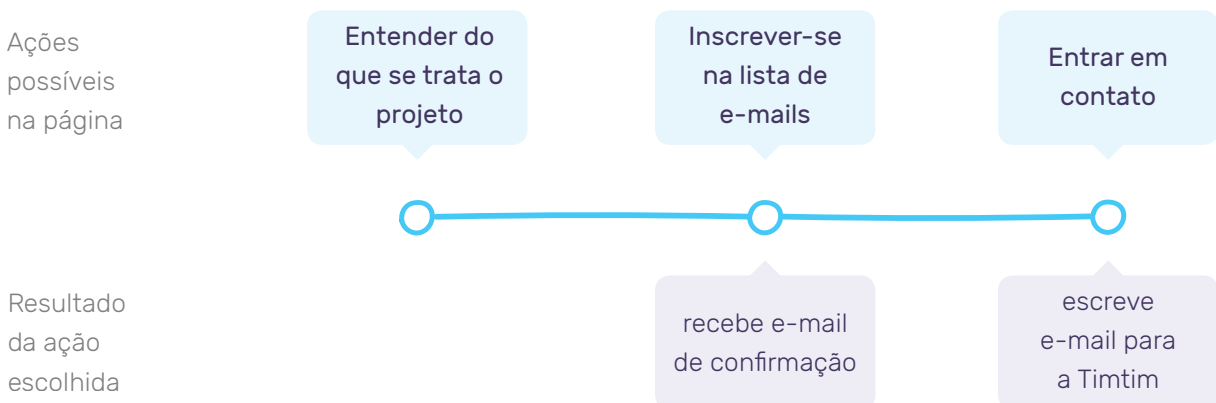 Ações
possíveis
na página
Entender do
que se trata o
projeto
Inscrever-se
na lista de
e-mails
Entrar em
contato
Resultado
da ação
escolhida
recebe e-mail
de confirmação
escreve
e-mail para
a Timtim